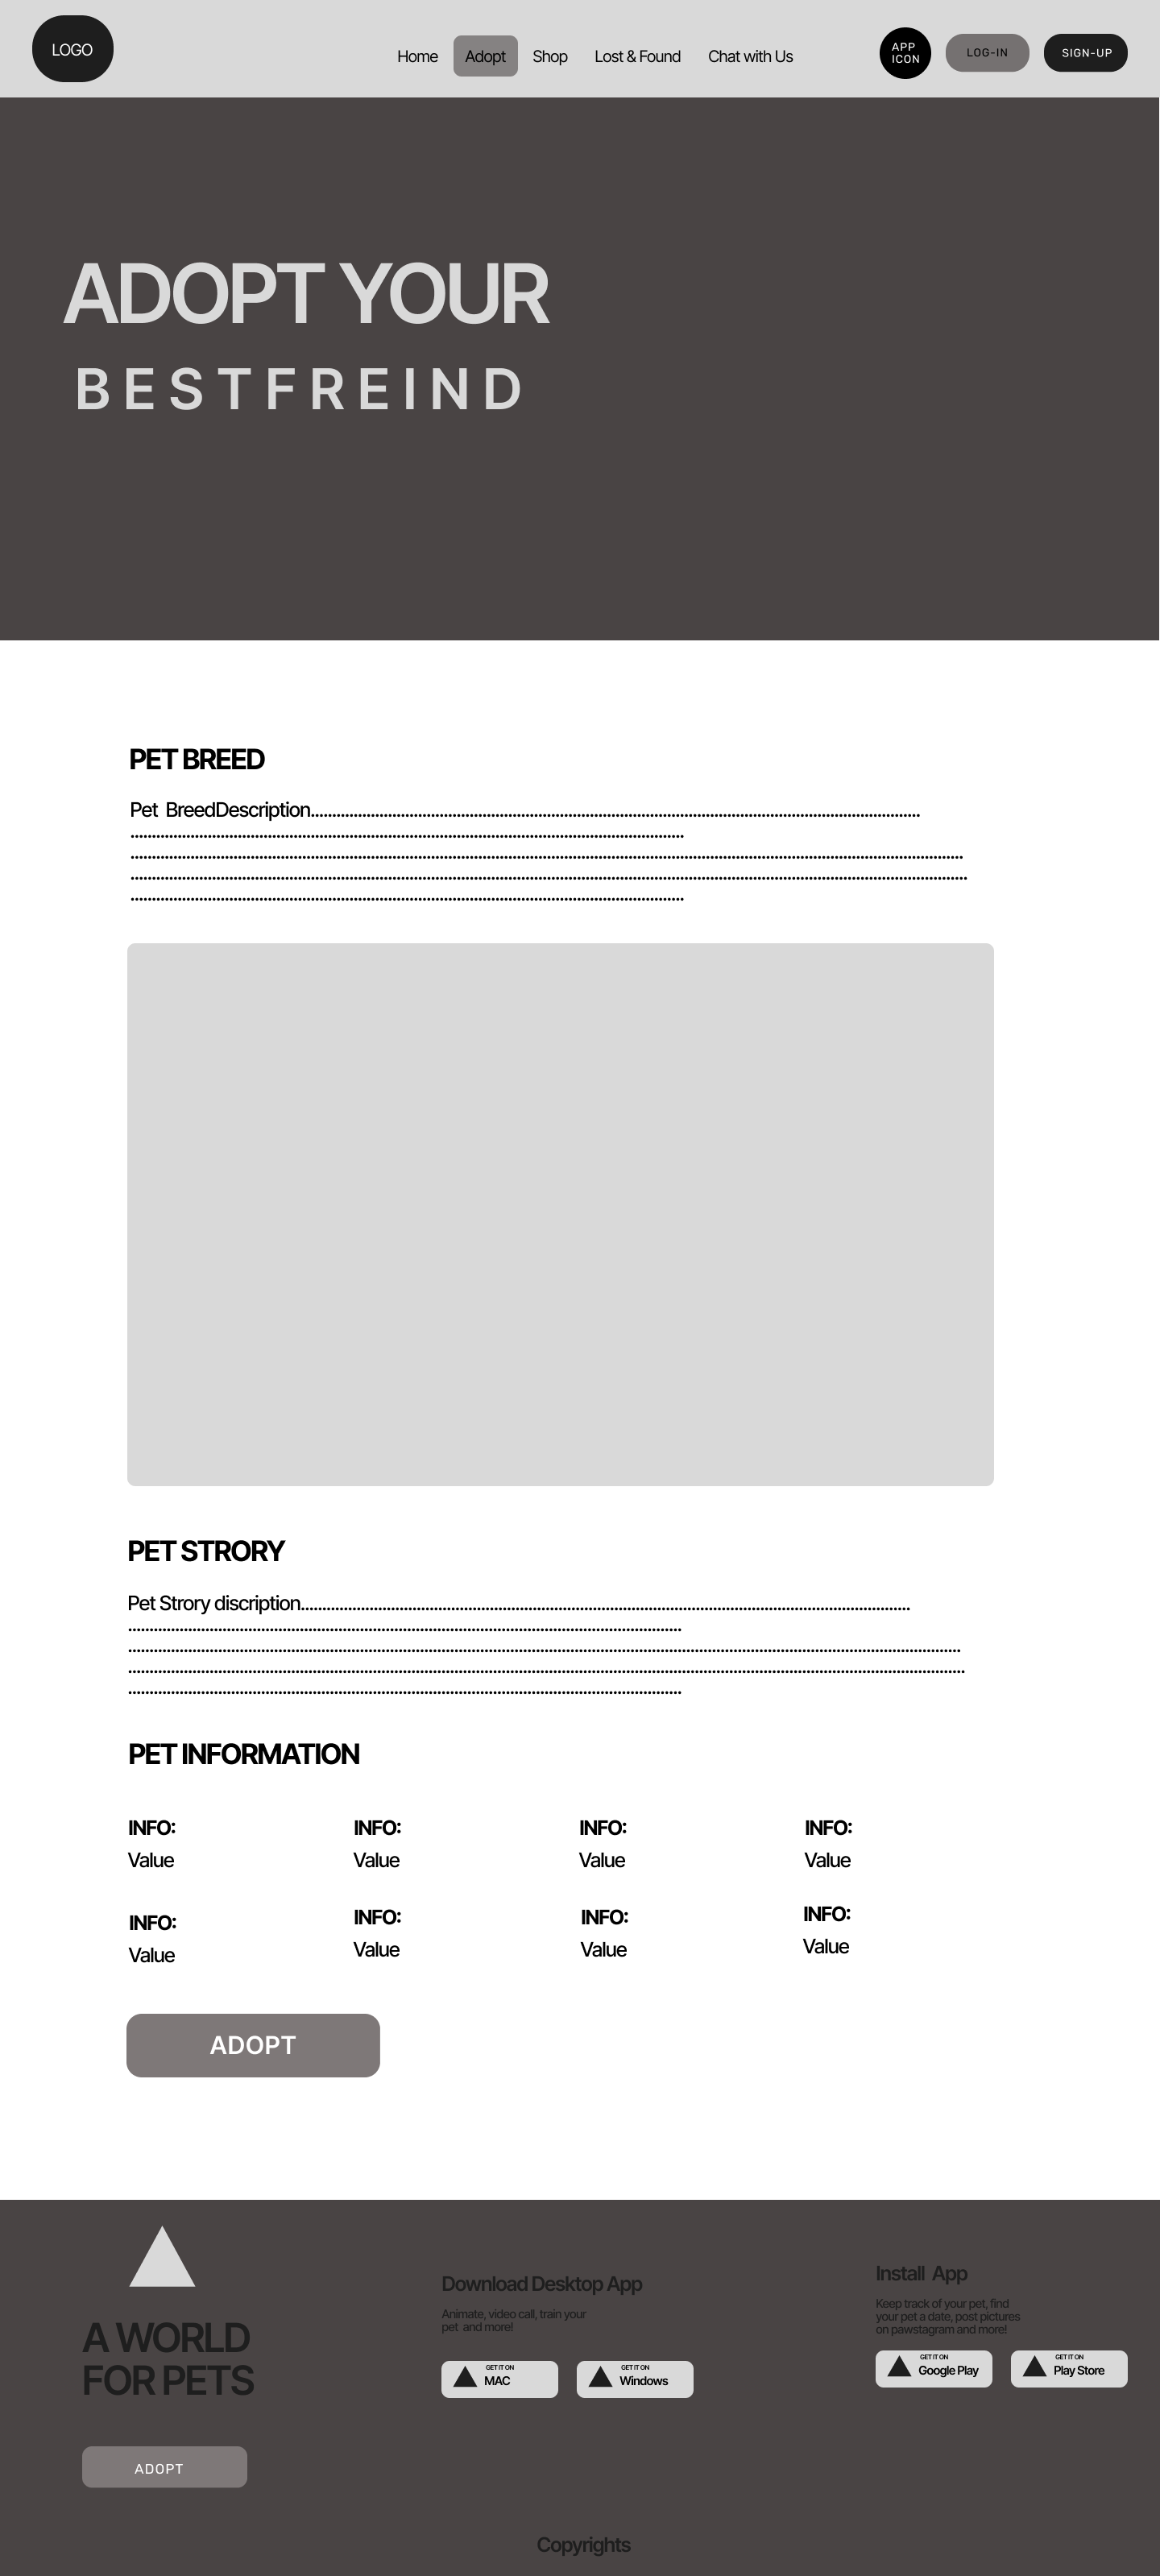 LOGO
Home Adopt Shop Lost & Found Chat with Us
APP
ICON
LOG-IN
SIGN-UP
ADOPT YOUR
BESTFREIND
PET BREED
Pet BreedDescription..............................................................................................................................................
.................................................................................................................................
..................................................................................................................................................................................................
...................................................................................................................................................................................................
.................................................................................................................................
PET STRORY
Pet Strory discription..............................................................................................................................................
.................................................................................................................................
..................................................................................................................................................................................................
...................................................................................................................................................................................................
.................................................................................................................................
PET INFORMATION
INFO: INFO: INFO: INFO:
Value Value Value Value
INFO: INFO: INFO: INFO:
Value Value Value Value
ADOPT
A WORLD
FOR PETS
ADOPT
Download Desktop App
Animate, video call, train your
pet and more!
GET IT ON
MAC
GET IT ON
Windows
Install App
Keep track of your pet, find
your pet a date, post pictures
on pawstagram and more!
GET IT ON
Google Play
GET IT ON
Play Store
Copyrights